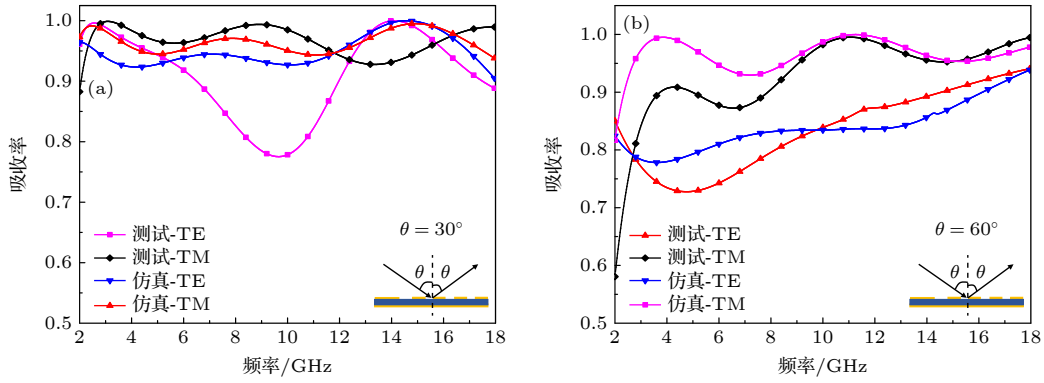 1.0
0.9
0.8
0.7
0.6
0.5
吸收率
(a)
测试-TE
测试-TM
仿真-TE
仿真-TM
θ = 30°
θ θ
2 4 6 8 10 12 14 16 18
频率/GHz
(b)
1.0
0.9
0.8
0.7
0.6
0.5
吸收率
测试-TE
测试-TM
仿真-TE
仿真-TM
θ = 60°
θ θ
2 4 6 8 10 12 14 16 18
频率/GHz